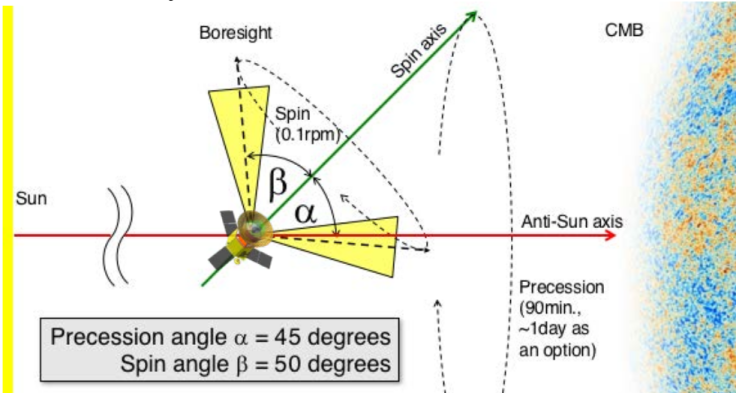 Boresight
CMB
Spin axis
Spin
(0.1rpm)
β
α
Sun
Anti-Sun axis
Precession
(90min.,
~1day as
an option)
Precession angle α = 45 degrees
Spin angle β = 50 degrees